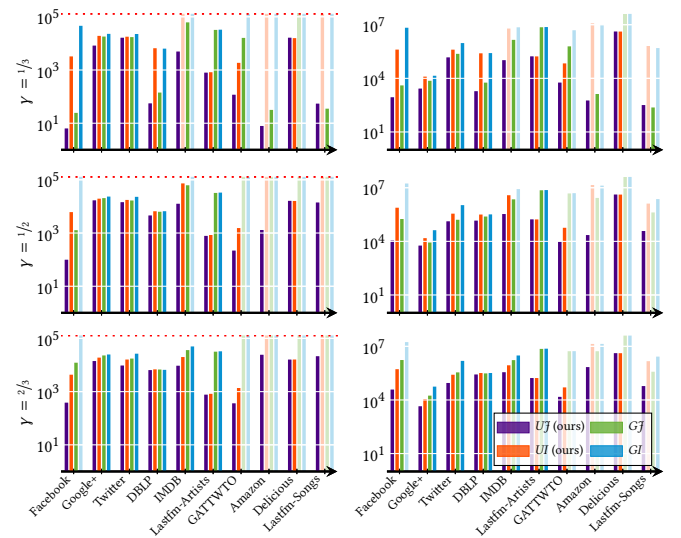 10^5
10^3
10^1
γ = 1/3
10^7
10^4
10^1
10^5
10^3
10^1
γ = 1/2
10^7
10^4
10^1
10^5
10^3
10^1
γ = 2/3
10^7
10^4
10^1
UJ (ours)
GJ
UI (ours)
GI
Facebook
Google+
Twitter
DBLP
IMDB
Lastfm-Artists
GATTWTO
Amazon
Delicious
Lastfm-Songs
Facebook
Google+
Twitter
DBLP
IMDB
Lastfm-Artists
GATTWTO
Amazon
Delicious
Lastfm-Songs